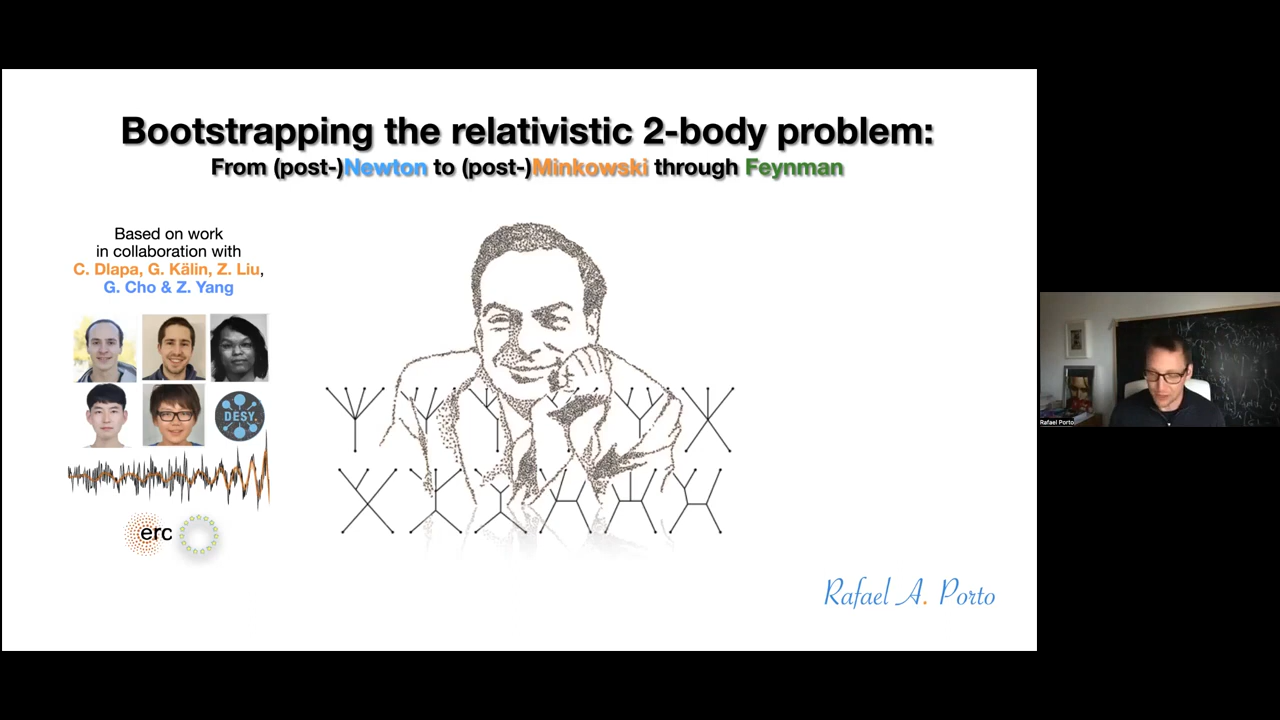 Bootstrapping the relativistic 2-body problem:
From (post-)Newton to (post-)Minkowski through Feynman
Based on work
in collaboration with
C. Dlapa, G. Kälin, Z. Liu,
G. Cho & Z. Yang
DESY.
erc
Rafael A. Porto
Rafael Porto